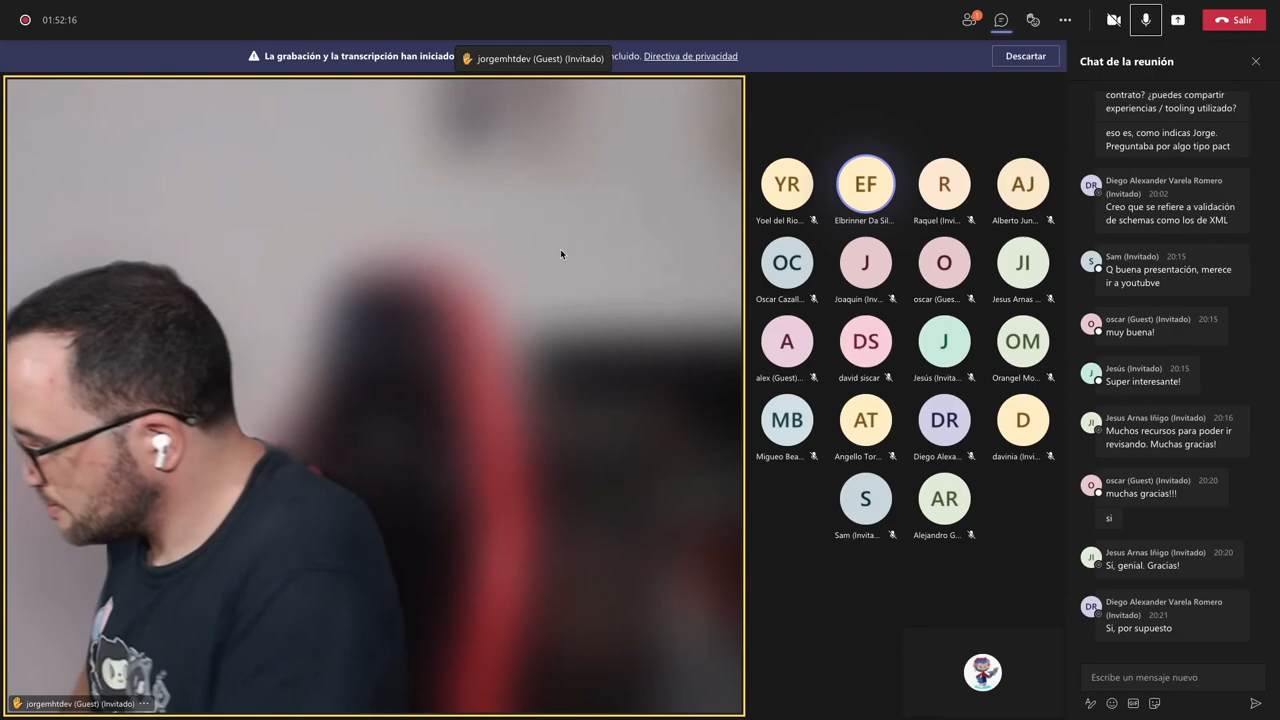 01:52:16
1
Salir
La grabación y la transcripción han iniciado
jorgemhtdev (Guest) (Invitado)
cluido. Directiva de privacidad
Descartar
Chat de la reunión
contrato? ¿puedes compartir
experiencias / tooling utilizado?
eso es, como indicas Jorge.
Preguntaba por algo tipo pact
DR
Diego Alexander Varela Romero
(Invitado) 20:02
Creo que se refiere a validación
de schemas como los de XML
S
Sam (Invitado) 20:15
Q buena presentación, merece
ir a youtubve
O
oscar (Guest) (Invitado) 20:15
muy buena!
J
Jesús (Invitado) 20:15
Super interesante!
JI
Jesus Arnas Iñigo (Invitado) 20:16
Muchos recursos para poder ir
revisando. Muchas gracias!
O
oscar (Guest) (Invitado) 20:20
muchas gracias!!!
si
JI
Jesus Arnas Iñigo (Invitado) 20:20
Si, genial. Gracias!
DR
Diego Alexander Varela Romero
(Invitado) 20:21
Si, por supuesto
Escribe un mensaje nuevo
GIF
YR EF R AJ
Yoel del Rio... Elbrinner Da Sil... Raquel (Invi... Alberto Jun...
OC J O JI
Oscar Cazall... Joaquin (Inv... oscar (Gues... Jesus Arnas ...
A DS J OM
alex (Guest)... david siscar Jesús (Invita... Orangel Mo...
MB AT DR D
Migueo Bea... Angello Tor... Diego Alexa... davinia (Invi...
S AR
Sam (Invita... Alejandro G...
jorgemhtdev (Guest) (Invitado) ...